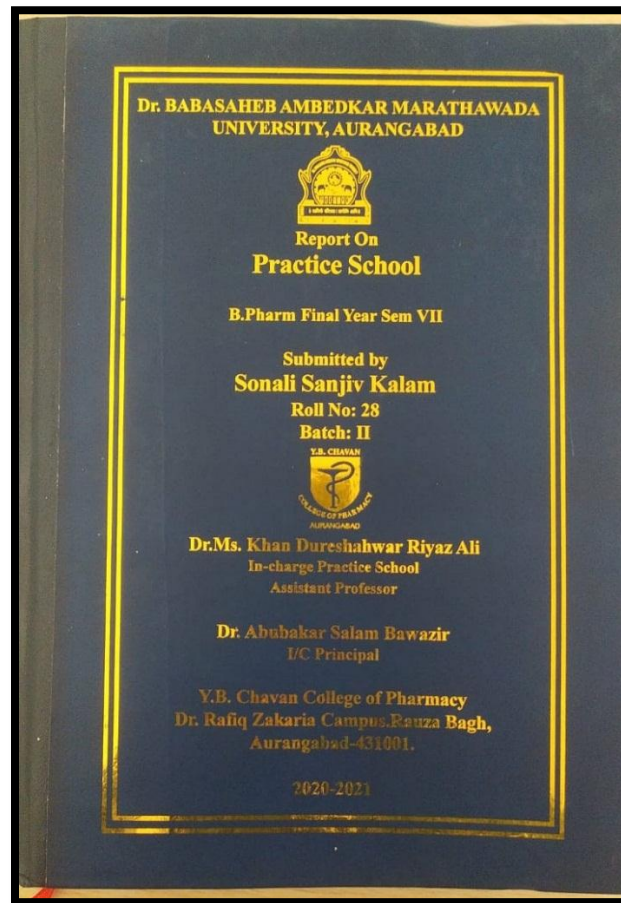 Dr. BABASAHEB AMBEDKAR MARATHAWADA
UNIVERSITY, AURANGABAD
Report On
Practice School
B.Pharm Final Year Sem VII
Submitted by
Sonali Sanjiv Kalam
Roll No: 28
Batch: II
Y.B. CHAVAN
COLLEGE OF PHARMACY
AURANGABAD
Dr.Ms. Khan Dureshahwar Riyaz Ali
In-charge Practice School
Assistant Professor
Dr. Abubakar Salam Bawazir
I/C Principal
Y.B. Chavan College of Pharmacy
Dr. Rafiq Zakaria Campus.Rauza Bagh,
Aurangabad-431001.
2020-2021